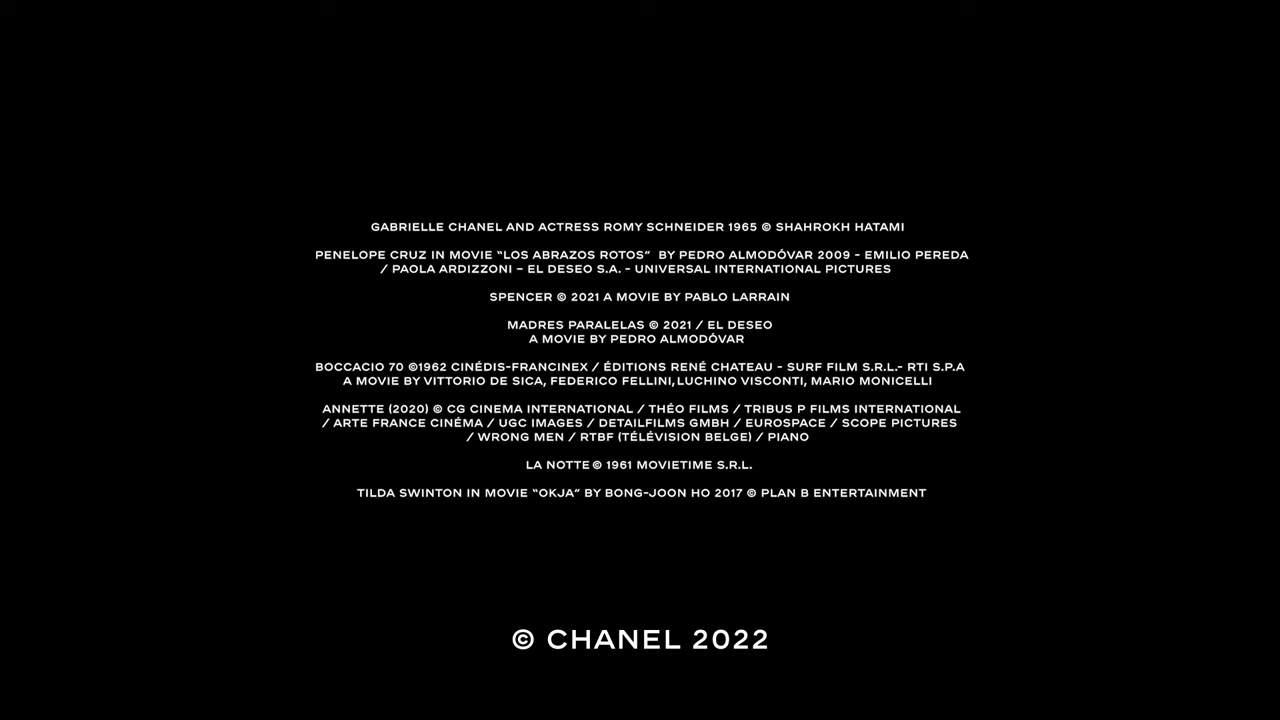 GABRIELLE CHANEL AND ACTRESS ROMY SCHNEIDER 1965 © SHAHROKH HATAMI
PENELOPE CRUZ IN MOVIE “LOS ABRAZOS ROTOS” BY PEDRO ALMODÓVAR 2009 - EMILIO PEREDA
/ PAOLA ARDIZZONI – EL DESEO S.A. - UNIVERSAL INTERNATIONAL PICTURES
SPENCER © 2021 A MOVIE BY PABLO LARRAIN
MADRES PARALELAS © 2021 / EL DESEO
A MOVIE BY PEDRO ALMODÓVAR
BOCCACIO 70 ©1962 CINÉDIS-FRANCINEX / ÉDITIONS RENÉ CHATEAU - SURF FILM S.R.L.- RTI S.P.A
A MOVIE BY VITTORIO DE SICA, FEDERICO FELLINI, LUCHINO VISCONTI, MARIO MONICELLI
ANNETTE (2020) © CG CINEMA INTERNATIONAL / THÉO FILMS / TRIBUS P FILMS INTERNATIONAL
/ ARTE FRANCE CINÉMA / UGC IMAGES / DETAILFILMS GMBH / EUROSPACE / SCOPE PICTURES
/ WRONG MEN / RTBF (TÉLÉVISION BELGE) / PIANO
LA NOTTE © 1961 MOVIETIME S.R.L.
TILDA SWINTON IN MOVIE “OKJA” BY BONG-JOON HO 2017 © PLAN B ENTERTAINMENT
© CHANEL 2022